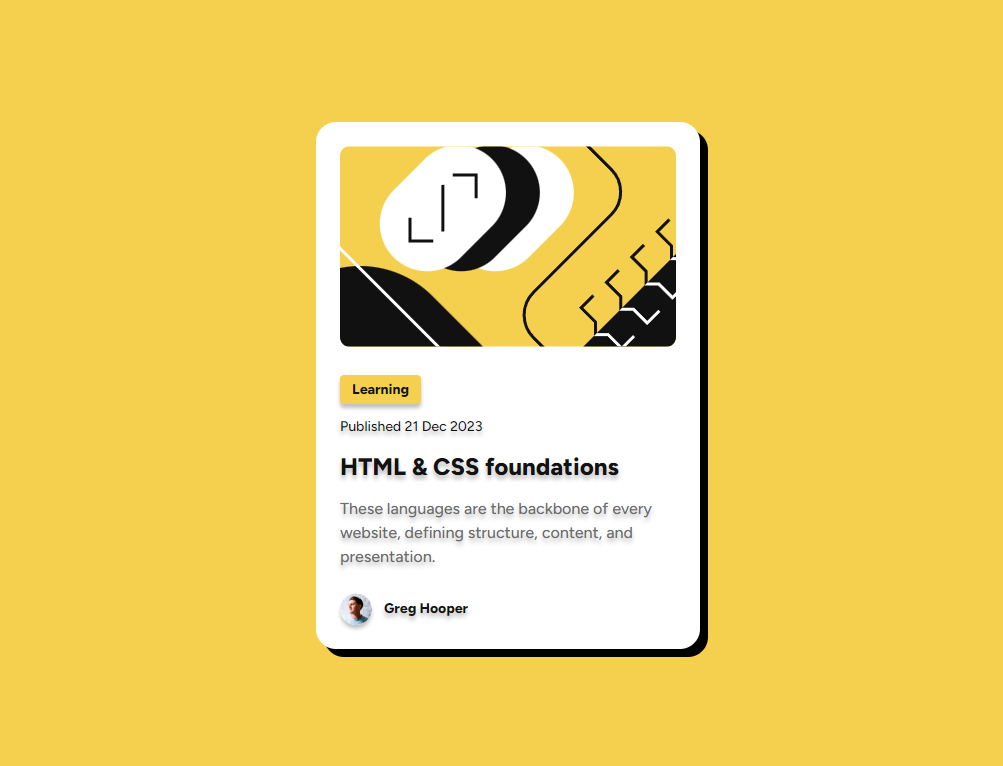 Learning
Published 21 Dec 2023
HTML & CSS foundations
These languages are the backbone of every
website, defining structure, content, and
presentation.
Greg Hooper